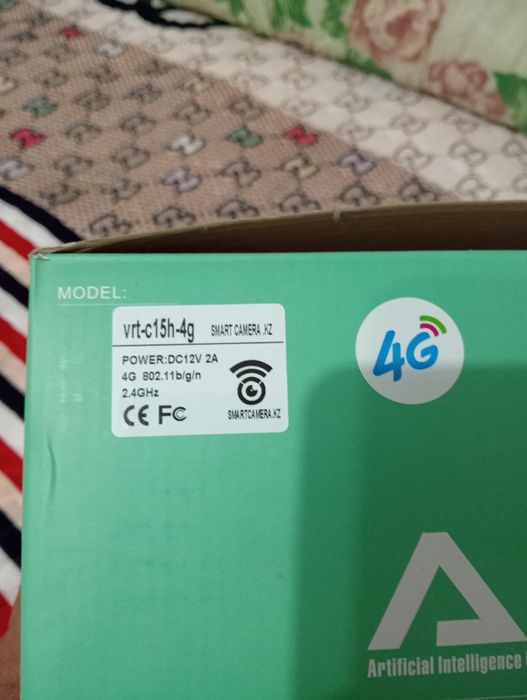 MODEL:
vrt-c15h-4g SMART CAMERA .KZ
POWER:DC12V 2A
4G 802.11b/g/n
2.4GHz
CE FC
SMARTCAMERA.KZ
4G
Artificial Intelligence